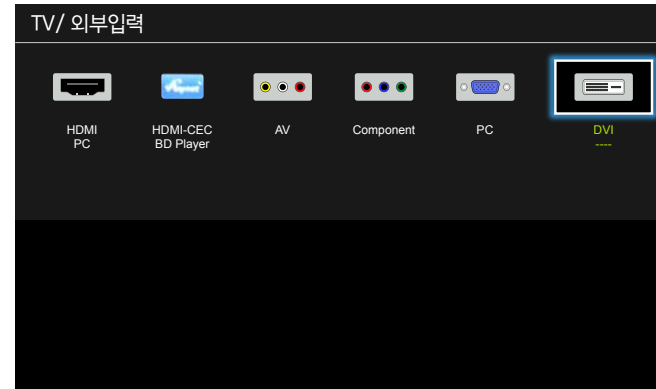 TV/ 외부입력
HDMI
PC
HDMI-CEC
BD Player
AV
Component
PC
DVI
----